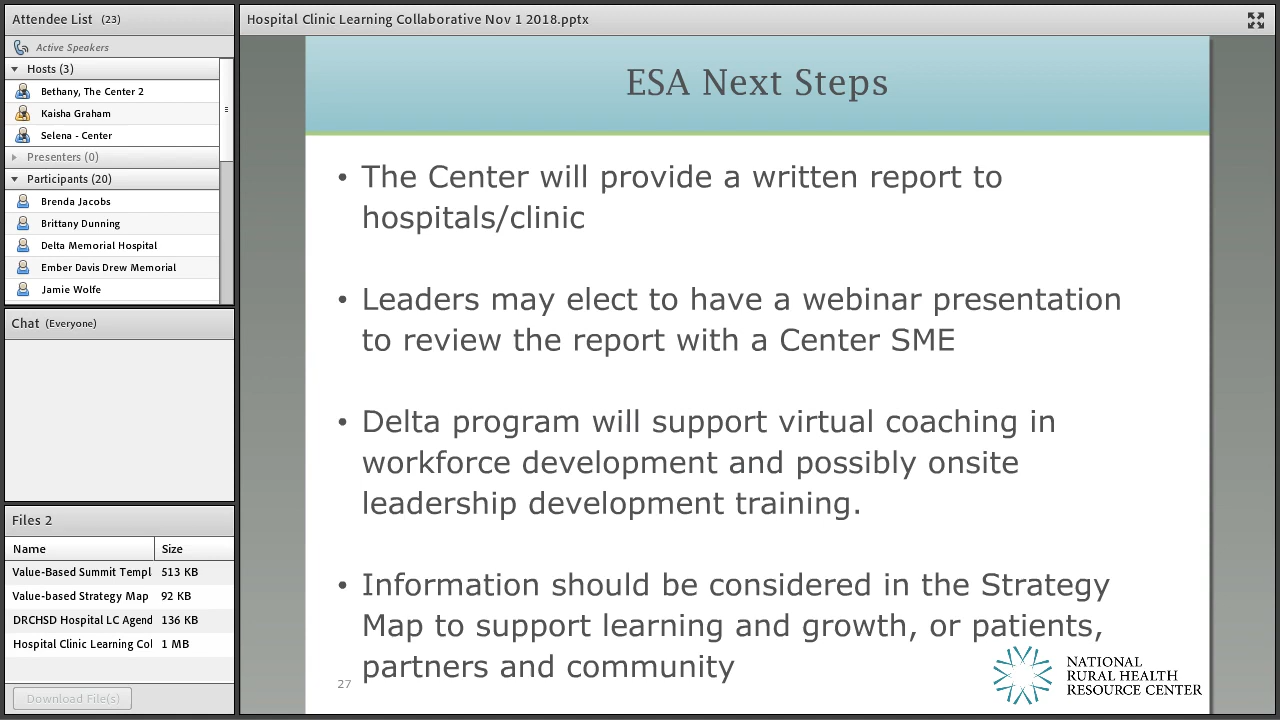 Attendee List (23)
Active Speakers
Hosts (3)
Bethany, The Center 2
Kaisha Graham
Selena - Center
Presenters (0)
Participants (20)
Brenda Jacobs
Brittany Dunning
Delta Memorial Hospital
Ember Davis Drew Memorial
Jamie Wolfe
Chat (Everyone)
Files 2
Name Size
Value-Based Summit Templ 513 KB
Value-based Strategy Map 92 KB
DRCHSD Hospital LC Agend 136 KB
Hospital Clinic Learning Col 1 MB
Download File(s)
Hospital Clinic Learning Collaborative Nov 1 2018.pptx
ESA Next Steps
• The Center will provide a written report to
hospitals/clinic
• Leaders may elect to have a webinar presentation
to review the report with a Center SME
• Delta program will support virtual coaching in
workforce development and possibly onsite
leadership development training.
• Information should be considered in the Strategy
Map to support learning and growth, or patients,
partners and community
27
NATIONAL
RURAL HEALTH
RESOURCE CENTER